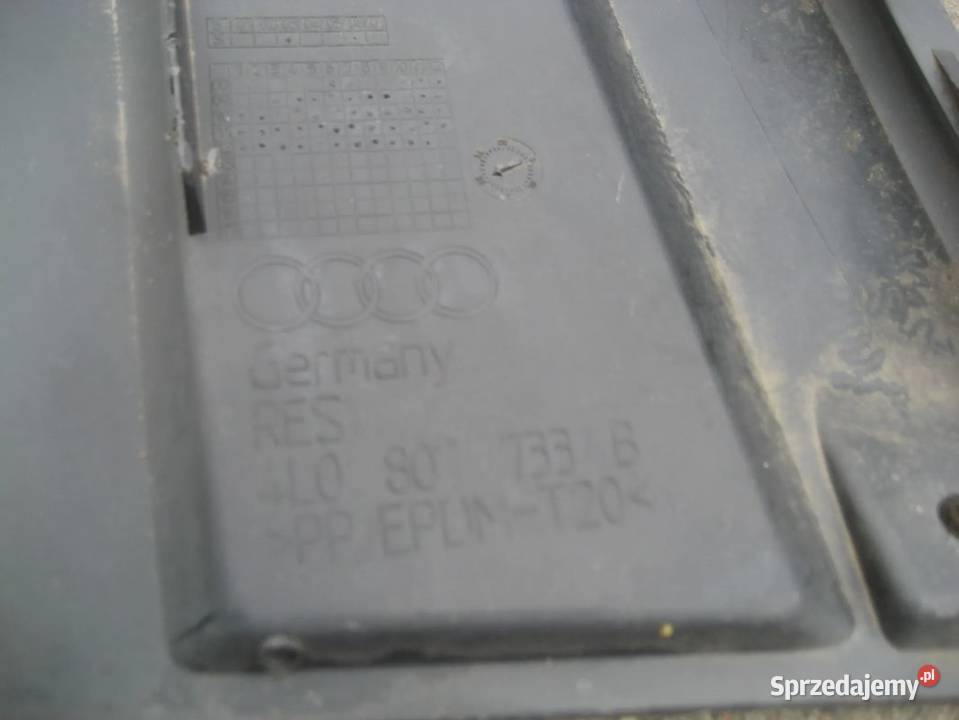 Germany
RES
4L0 807 733 B
>PP EPDM-T20<
Sprzedajemy.pl